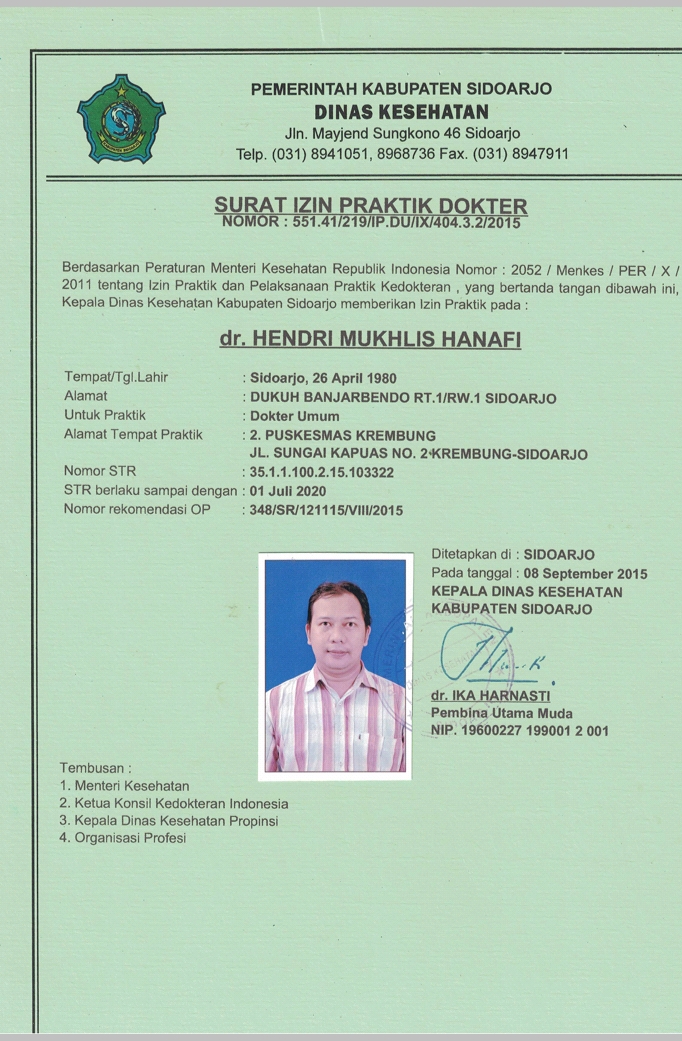 PEMERINTAH KABUPATEN SIDOARJO
DINAS KESEHATAN
Jln. Mayjend Sungkono 46 Sidoarjo
Telp. (031) 8941051, 8968736 Fax. (031) 8947911
SURAT IZIN PRAKTIK DOKTER
NOMOR : 551.41/219/IP.DU/IX/404.3.2/2015
Berdasarkan Peraturan Menteri Kesehatan Republik Indonesia Nomor : 2052 / Menkes / PER / X /
2011 tentang Izin Praktik dan Pelaksanaan Praktik Kedokteran , yang bertanda tangan dibawah ini,
Kepala Dinas Kesehatan Kabupaten Sidoarjo memberikan Izin Praktik pada :
dr. HENDRI MUKHLIS HANAFI
Tempat/Tgl.Lahir : Sidoarjo, 26 April 1980
Alamat : DUKUH BANJARBENDO RT.1/RW.1 SIDOARJO
Untuk Praktik : Dokter Umum
Alamat Tempat Praktik : 2. PUSKESMAS KREMBUNG
JL. SUNGAI KAPUAS NO. 2 KREMBUNG-SIDOARJO
Nomor STR : 35.1.1.100.2.15.103322
STR berlaku sampai dengan : 01 Juli 2020
Nomor rekomendasi OP : 348/SR/121115/VIII/2015
Ditetapkan di : SIDOARJO
Pada tanggal : 08 September 2015
KEPALA DINAS KESEHATAN
KABUPATEN SIDOARJO
dr. IKA HARNASTI
Pembina Utama Muda
NIP. 19600227 199001 2 001
Tembusan :
1. Menteri Kesehatan
2. Ketua Konsil Kedokteran Indonesia
3. Kepala Dinas Kesehatan Propinsi
4. Organisasi Profesi